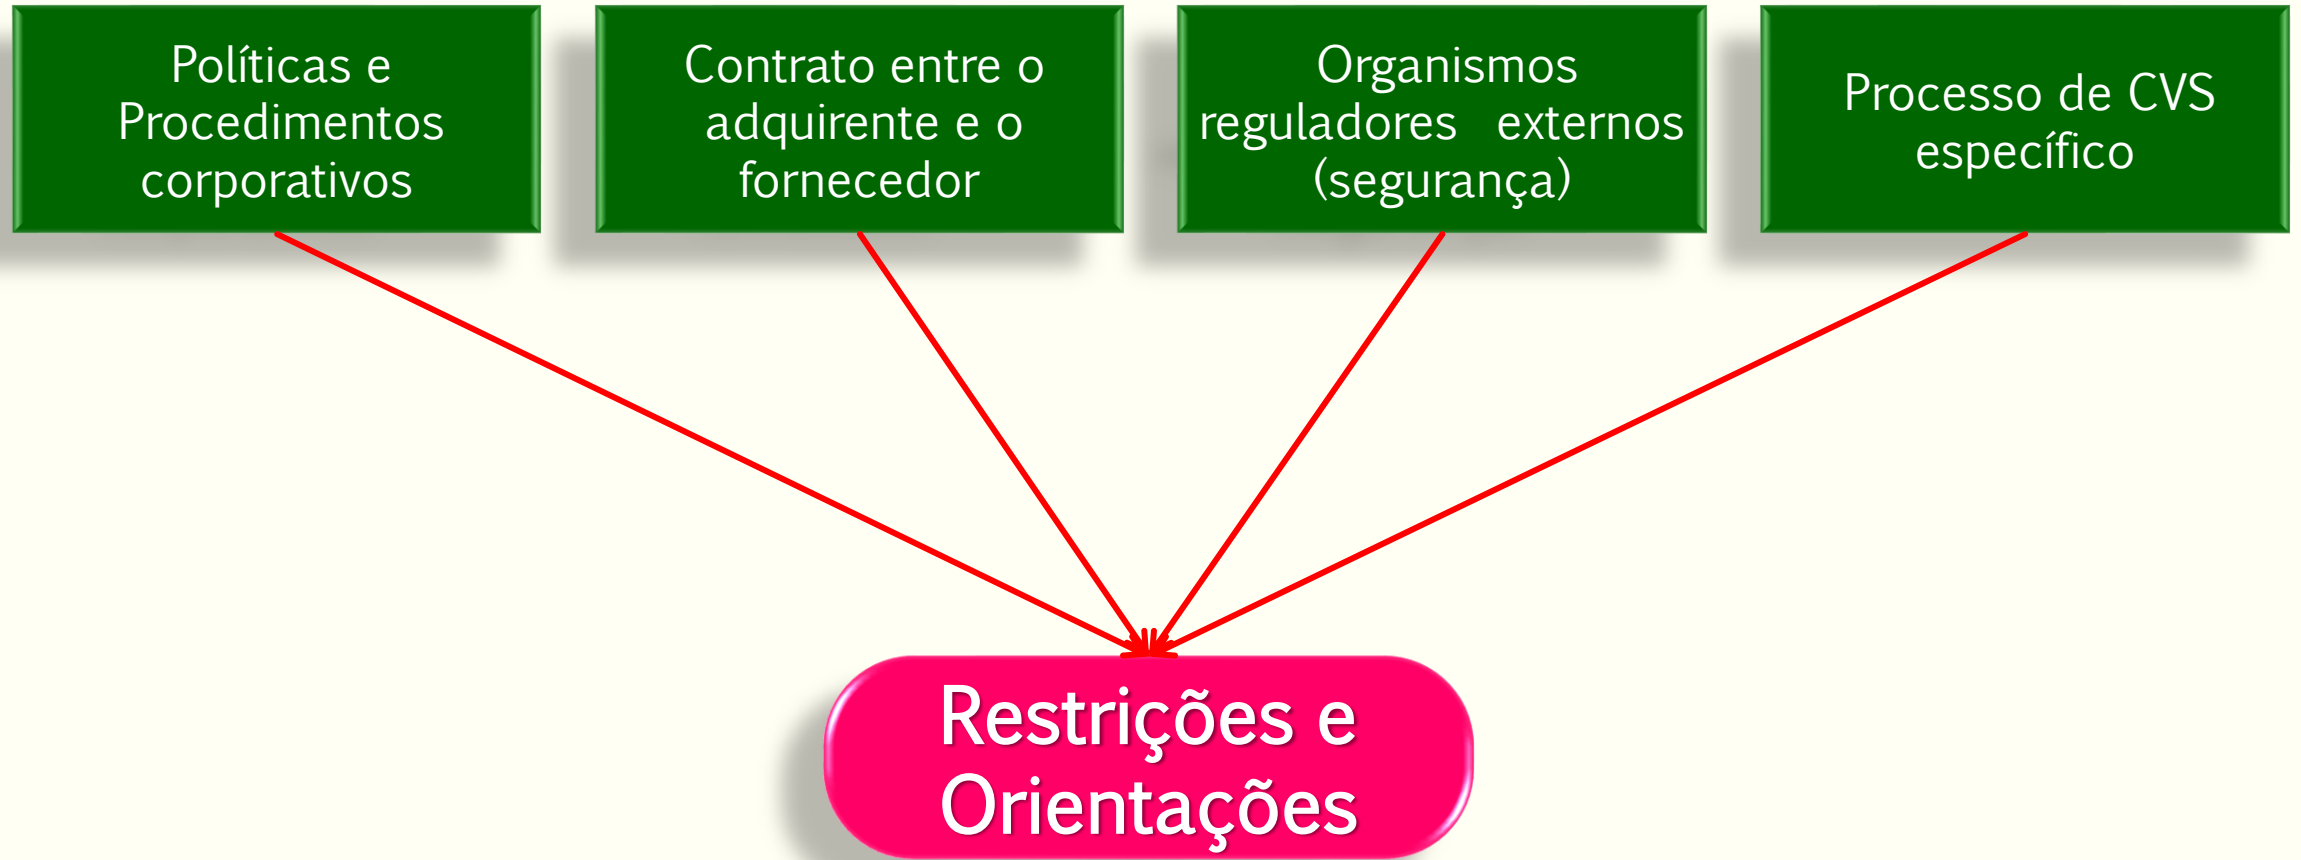 Políticas e
Procedimentos
corporativos
Contrato entre o
adquirente e o
fornecedor
Organismos
reguladores externos
(segurança)
Processo de CVS
específico
Restrições e
Orientações